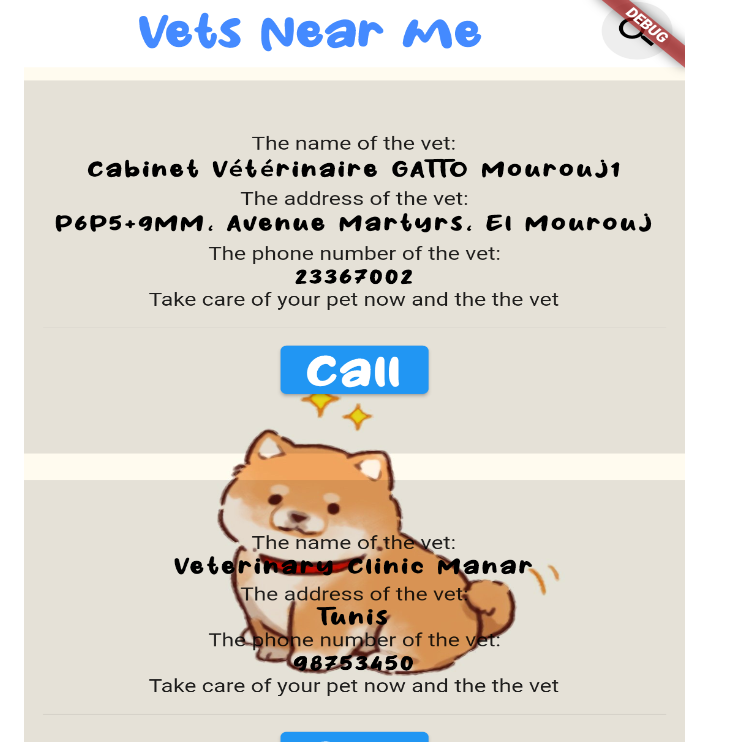 Vets Near me
DEBUG
The name of the vet:
Cabinet Vétérinaire GATTO Mourouj1
The address of the vet:
P6P5+9MM, Avenue Martyrs, El Mourouj
The phone number of the vet:
23367002
Take care of your pet now and the the vet
Call
The name of the vet:
Veterinary Clinic Manar
The address of the vet:
Tunis
The phone number of the vet:
98753450
Take care of your pet now and the the vet